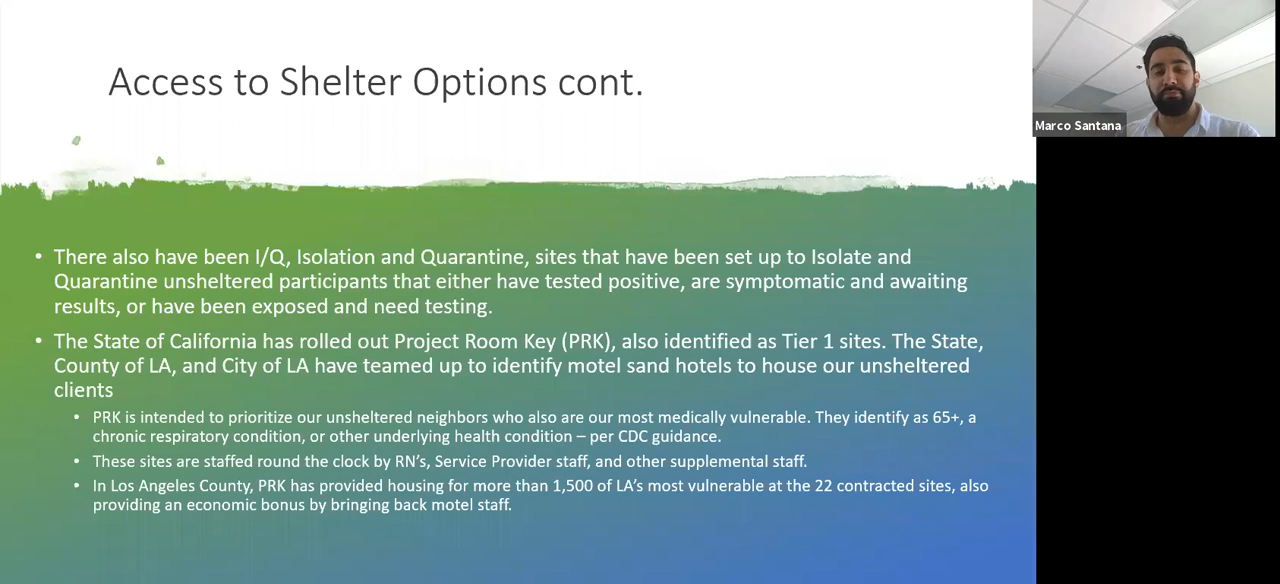 Access to Shelter Options cont.
Marco Santana
• There also have been I/Q, Isolation and Quarantine, sites that have been set up to Isolate and
Quarantine unsheltered participants that either have tested positive, are symptomatic and awaiting
results, or have been exposed and need testing.
• The State of California has rolled out Project Room Key (PRK), also identified as Tier 1 sites. The State,
County of LA, and City of LA have teamed up to identify motel sand hotels to house our unsheltered
clients
• PRK is intended to prioritize our unsheltered neighbors who also are our most medically vulnerable. They identify as 65+, a
chronic respiratory condition, or other underlying health condition – per CDC guidance.
• These sites are staffed round the clock by RN's, Service Provider staff, and other supplemental staff.
• In Los Angeles County, PRK has provided housing for more than 1,500 of LA's most vulnerable at the 22 contracted sites, also
providing an economic bonus by bringing back motel staff.